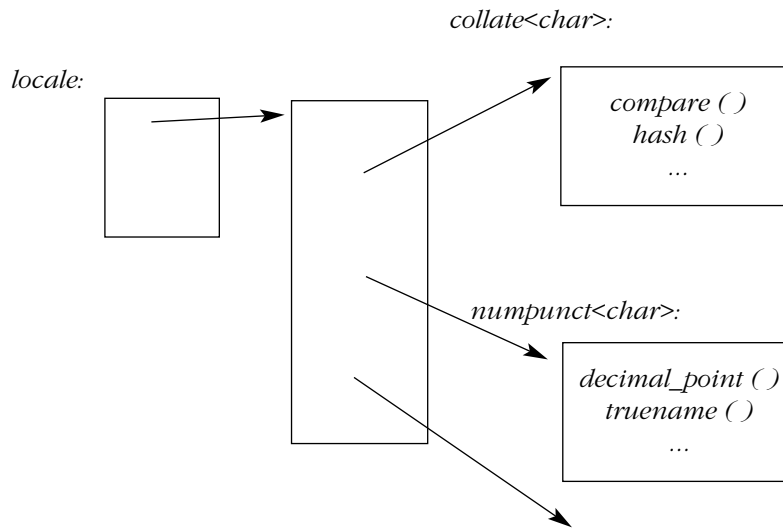 collate<char>:
locale:
compare ( )
hash ( )
...
numpunct<char>:
decimal_point ( )
truename ( )
...